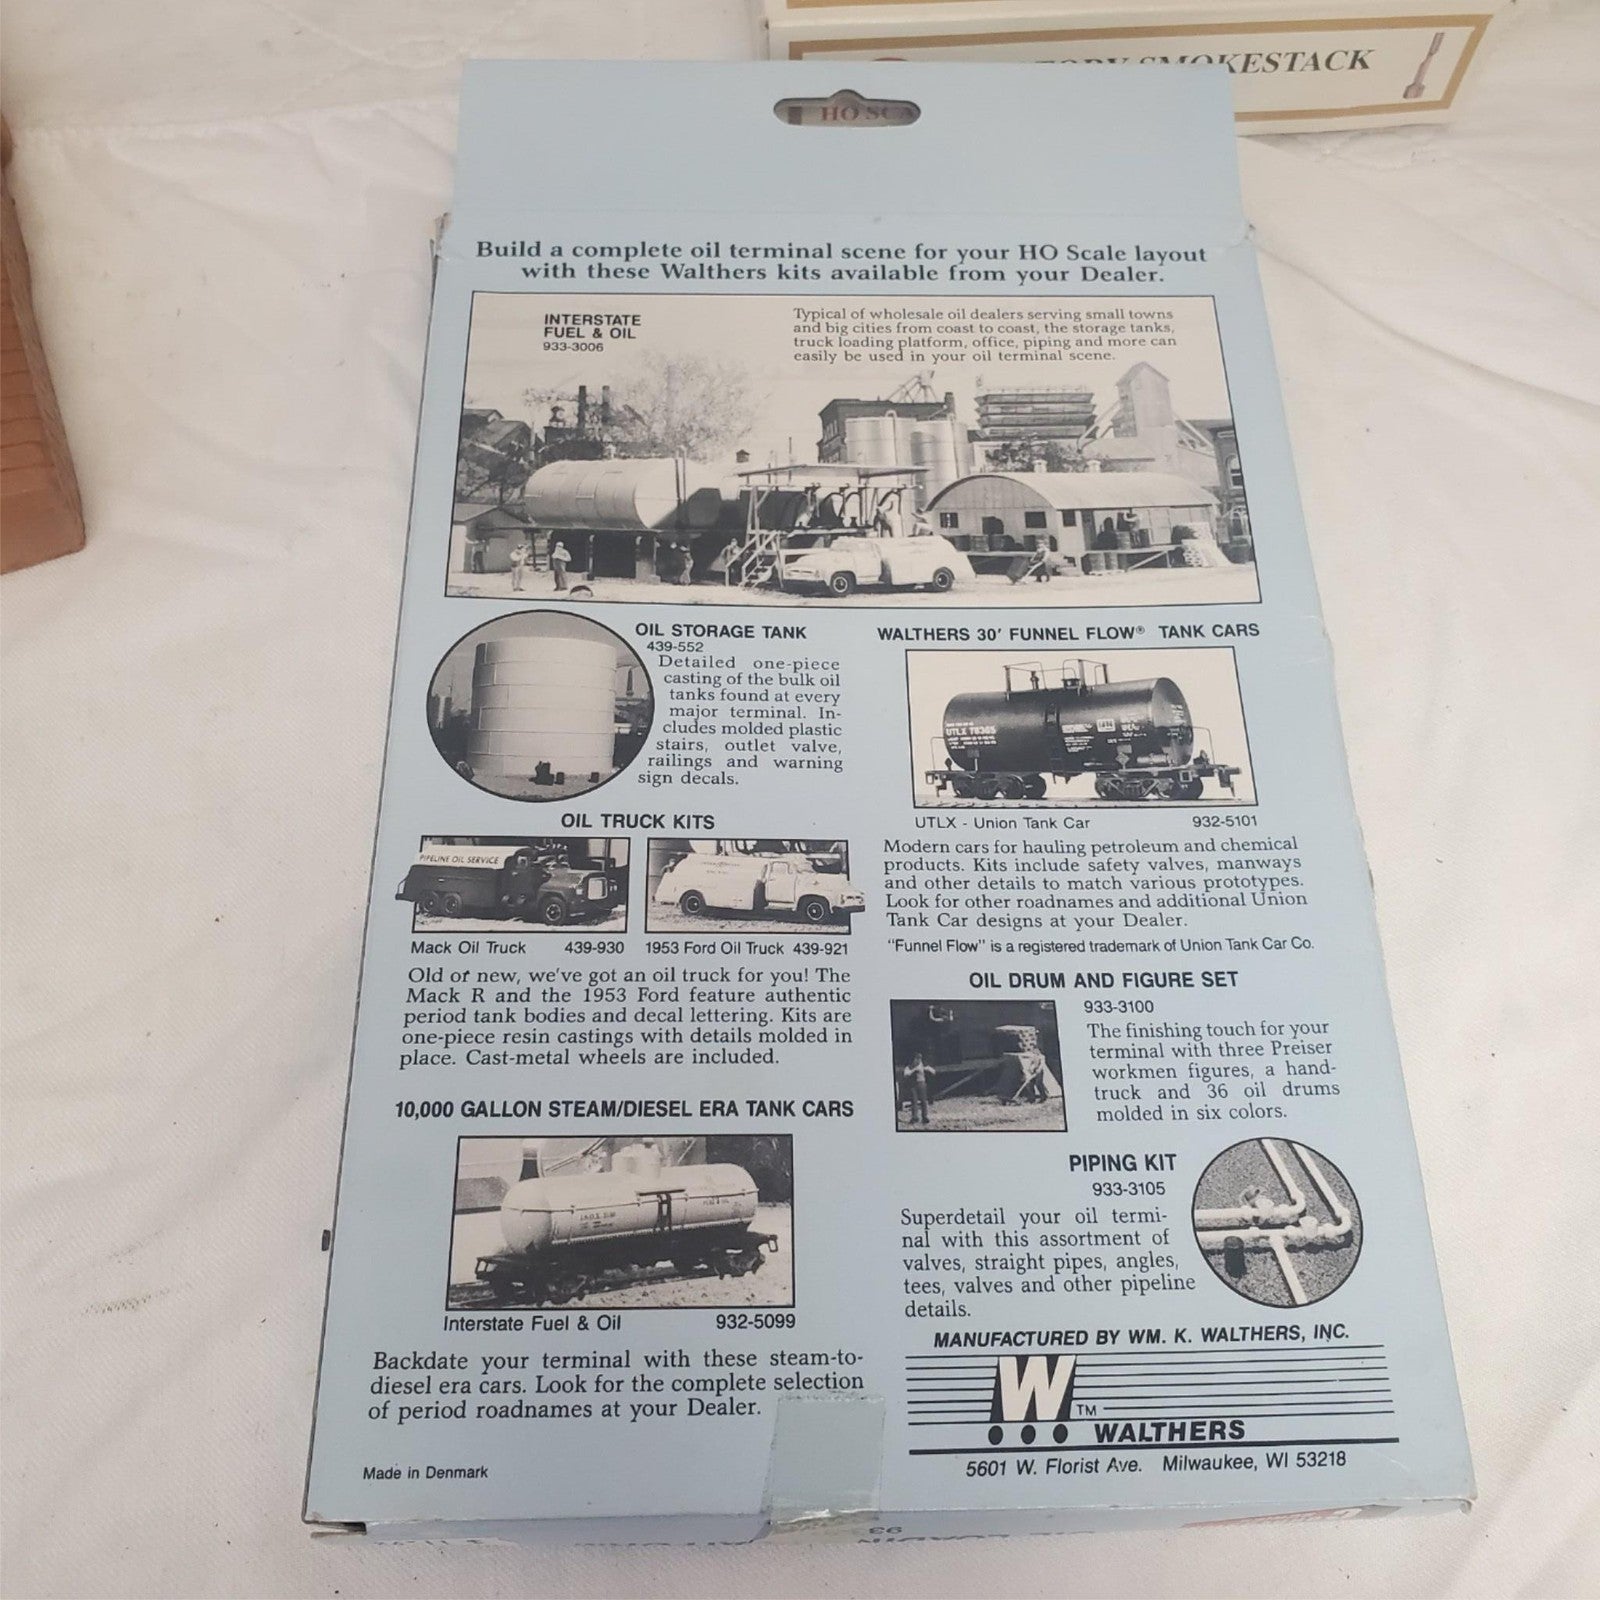 SMOKESTACK
HO SCA
Build a complete oil terminal scene for your HO Scale layout
with these Walthers kits available from your Dealer.
INTERSTATE
FUEL & OIL
933-3006
Typical of wholesale oil dealers serving small towns
and big cities from coast to coast, the storage tanks,
truck loading platform, office, piping and more can
easily be used in your oil terminal scene.
OIL STORAGE TANK
439-552
Detailed one-piece
casting of the bulk oil
tanks found at every
major terminal. In-
cludes molded plastic
stairs, outlet valve,
railings and warning
sign decals.
WALTHERS 30' FUNNEL FLOW® TANK CARS
UTLX 78365
UTLX - Union Tank Car 932-5101
Modern cars for hauling petroleum and chemical
products. Kits include safety valves, manways
and other details to match various prototypes.
Look for other roadnames and additional Union
Tank Car designs at your Dealer.
"Funnel Flow" is a registered trademark of Union Tank Car Co.
OIL TRUCK KITS
PIPELINE OIL SERVICE
Mack Oil Truck 439-930 1953 Ford Oil Truck 439-921
Old or new, we've got an oil truck for you! The
Mack R and the 1953 Ford feature authentic
period tank bodies and decal lettering. Kits are
one-piece resin castings with details molded in
place. Cast-metal wheels are included.
OIL DRUM AND FIGURE SET
933-3100
The finishing touch for your
terminal with three Preiser
workmen figures, a hand-
truck and 36 oil drums
molded in six colors.
10,000 GALLON STEAM/DIESEL ERA TANK CARS
Interstate Fuel & Oil 932-5099
Backdate your terminal with these steam-to-
diesel era cars. Look for the complete selection
of period roadnames at your Dealer.
PIPING KIT
933-3105
Superdetail your oil termi-
nal with this assortment of
valves, straight pipes, angles,
tees, valves and other pipeline
details.
MANUFACTURED BY WM. K. WALTHERS, INC.
W TM
WALTHERS
5601 W. Florist Ave. Milwaukee, WI 53218
Made in Denmark